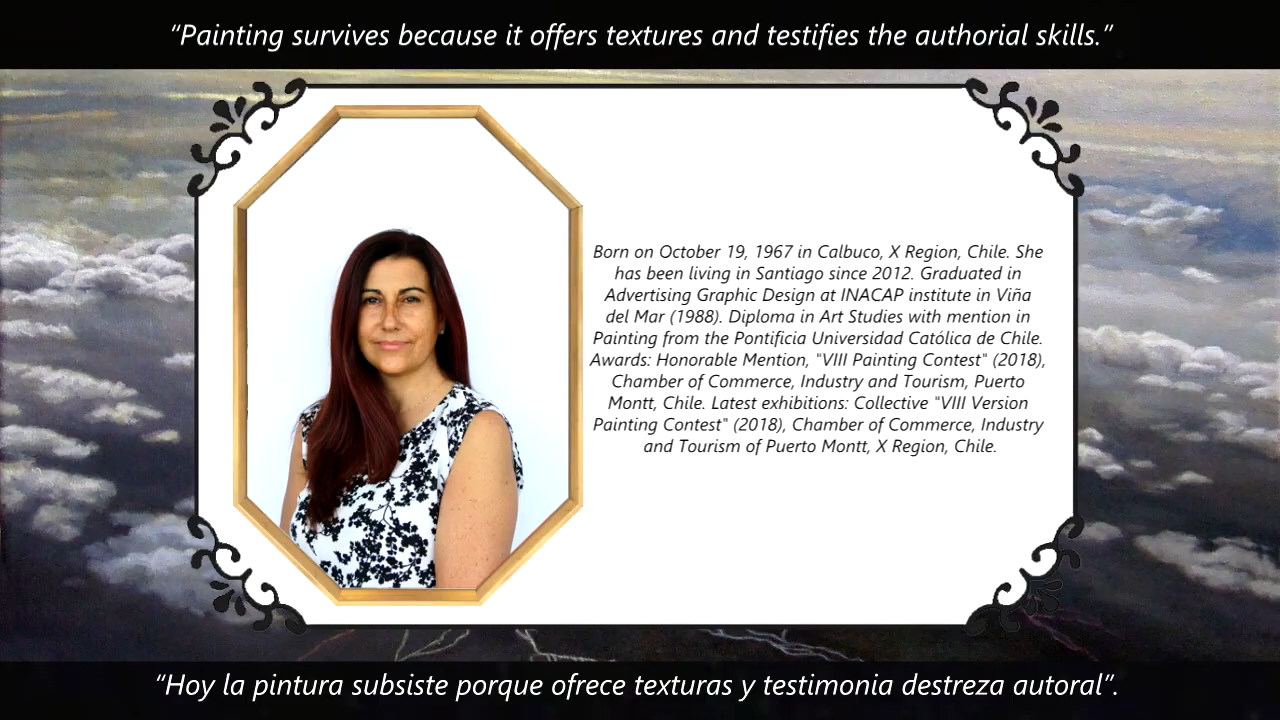 “Painting survives because it offers textures and testifies the authorial skills.”
Born on October 19, 1967 in Calbuco, X Region, Chile. She
has been living in Santiago since 2012. Graduated in
Advertising Graphic Design at INACAP institute in Viña
del Mar (1988). Diploma in Art Studies with mention in
Painting from the Pontificia Universidad Católica de Chile.
Awards: Honorable Mention, "VIII Painting Contest" (2018),
Chamber of Commerce, Industry and Tourism, Puerto
Montt, Chile. Latest exhibitions: Collective "VIII Version
Painting Contest" (2018), Chamber of Commerce, Industry
and Tourism of Puerto Montt, X Region, Chile.
“Hoy la pintura subsiste porque ofrece texturas y testimonia destreza autoral”.